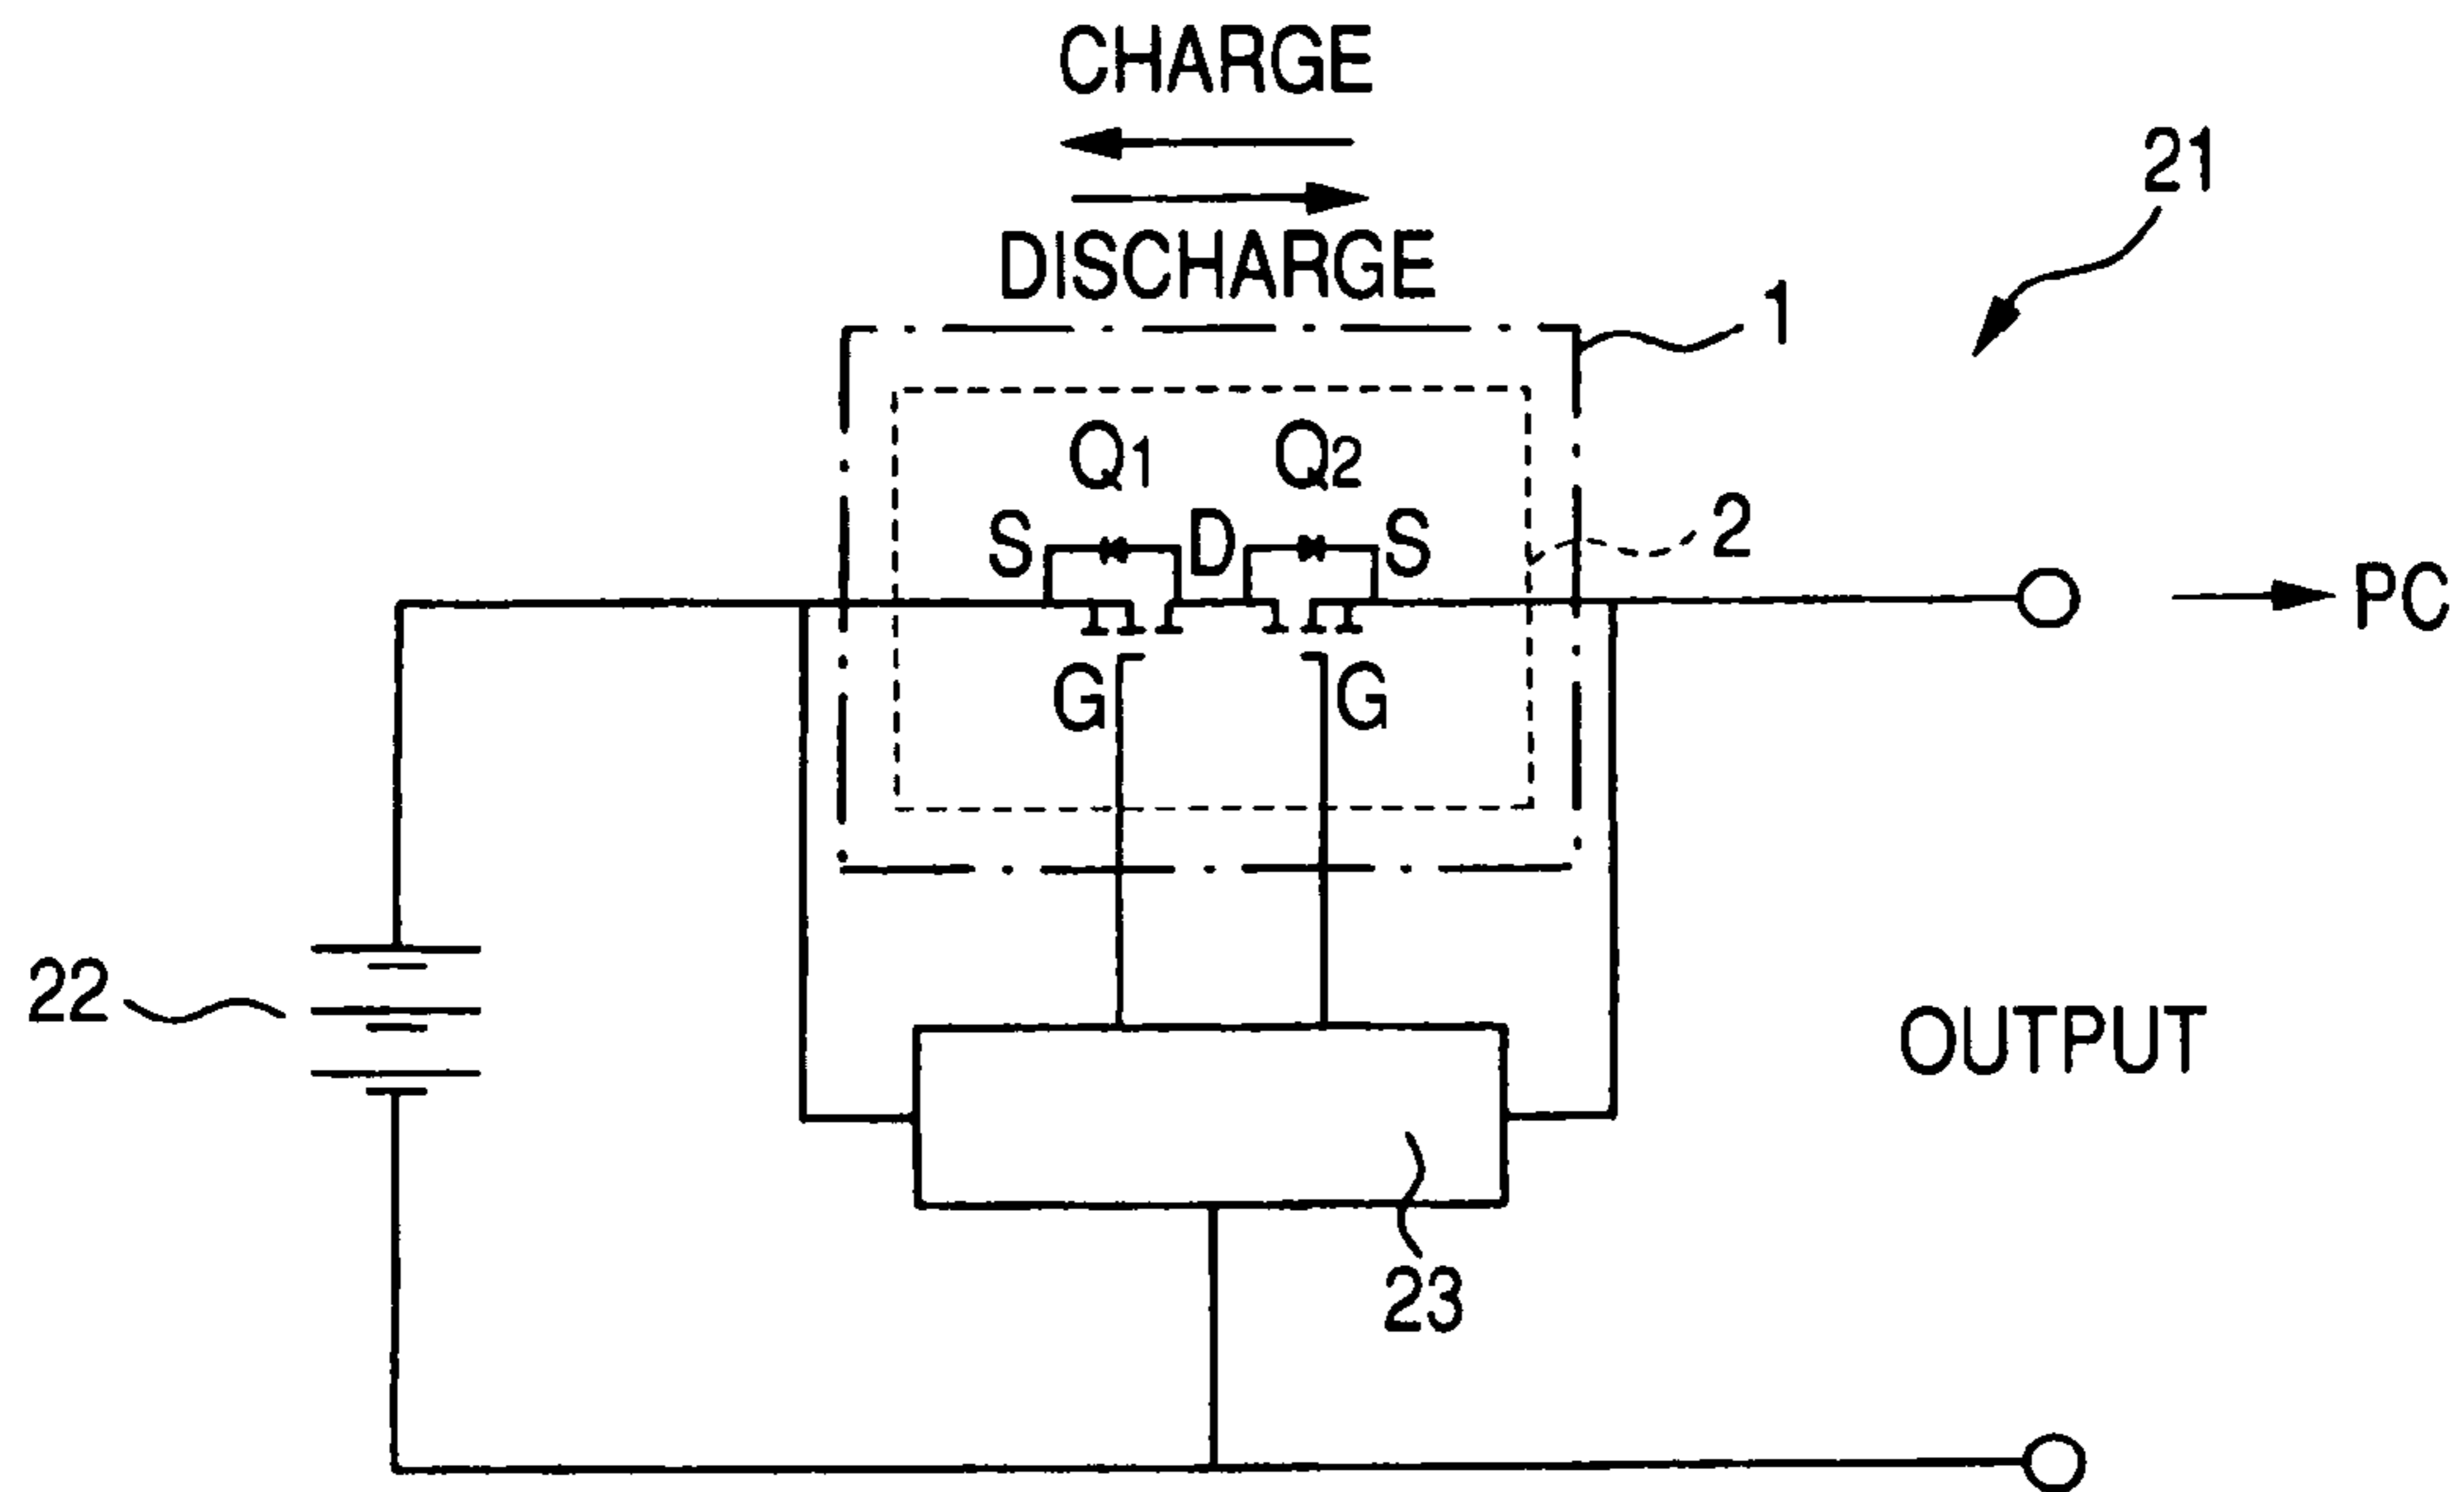 CHARGE
DISCHARGE
21
1
Q1 Q2
2
S D S
PC
G G
22
OUTPUT
23